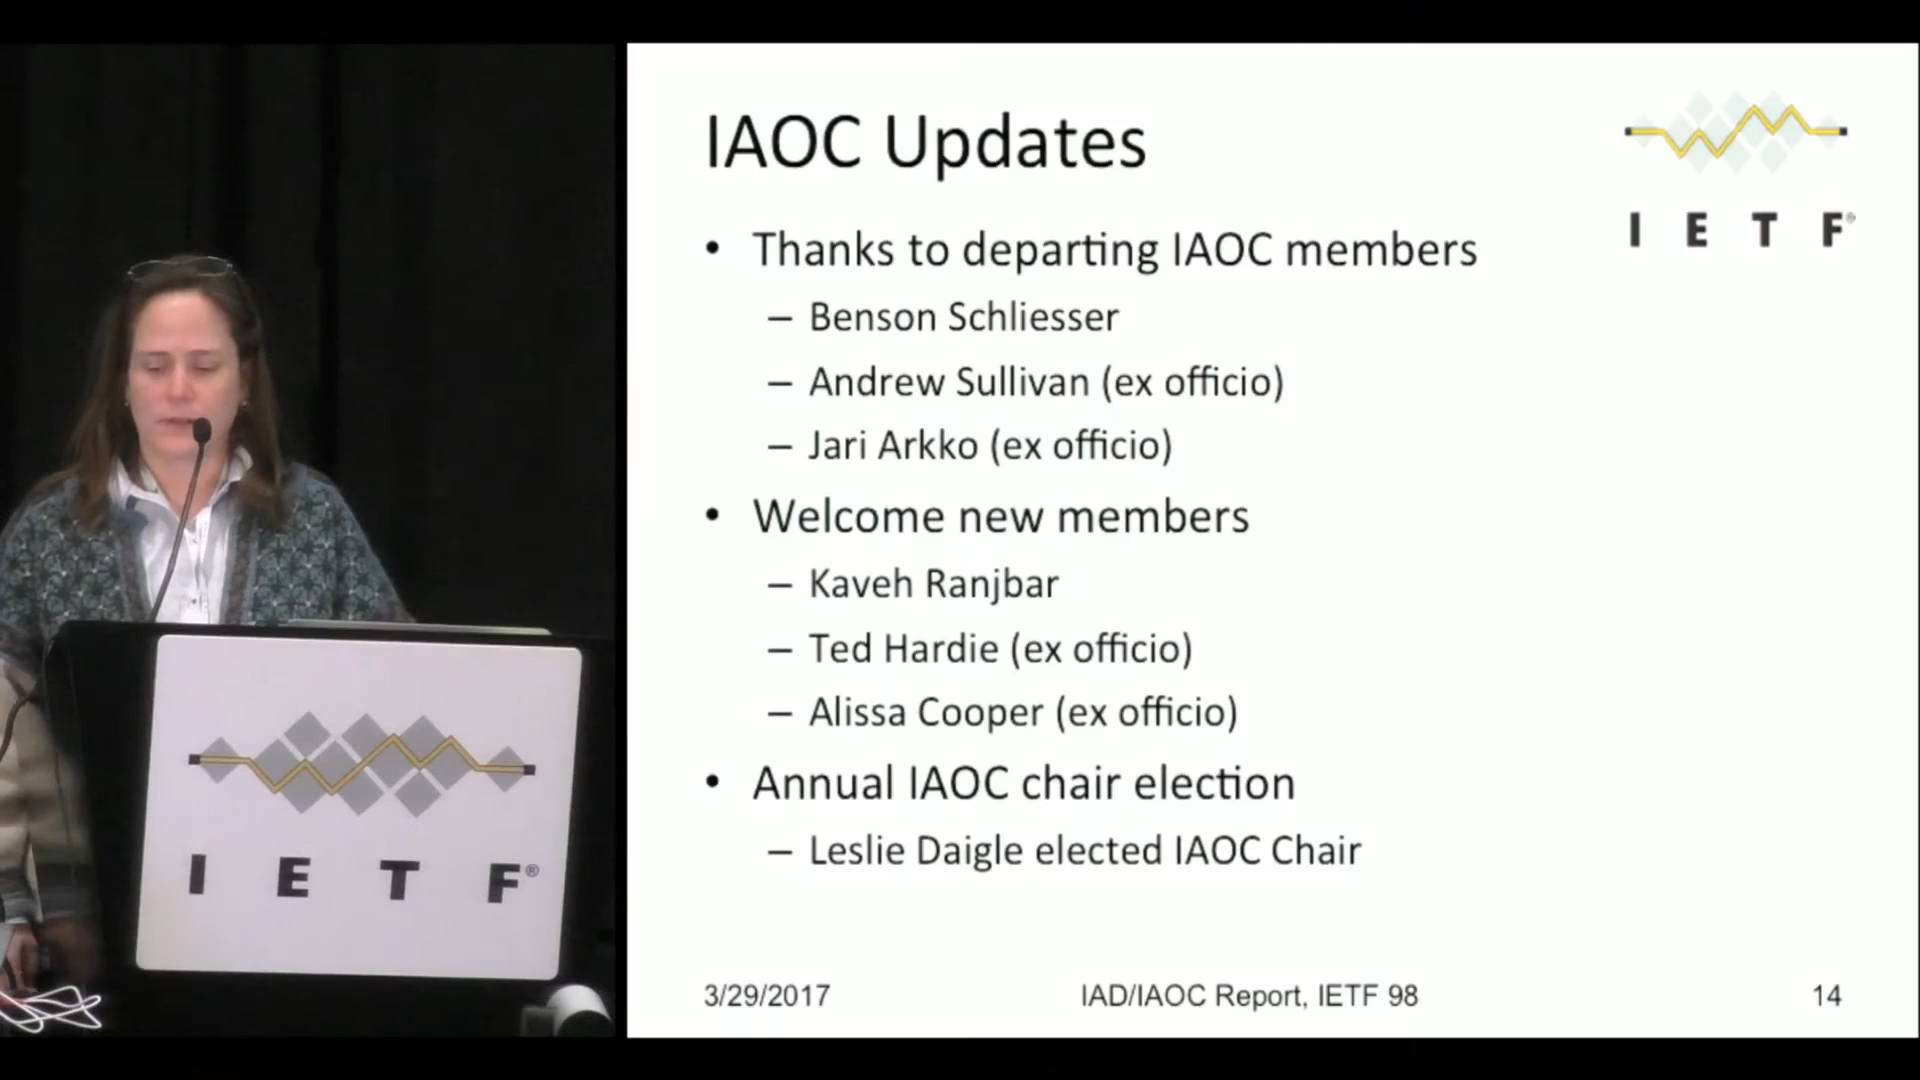 IAOC Updates
I E T F®
• Thanks to departing IAOC members
– Benson Schliesser
– Andrew Sullivan (ex officio)
– Jari Arkko (ex officio)
• Welcome new members
– Kaveh Ranjbar
– Ted Hardie (ex officio)
– Alissa Cooper (ex officio)
• Annual IAOC chair election
– Leslie Daigle elected IAOC Chair
3/29/2017
IAD/IAOC Report, IETF 98
14
I E T F®